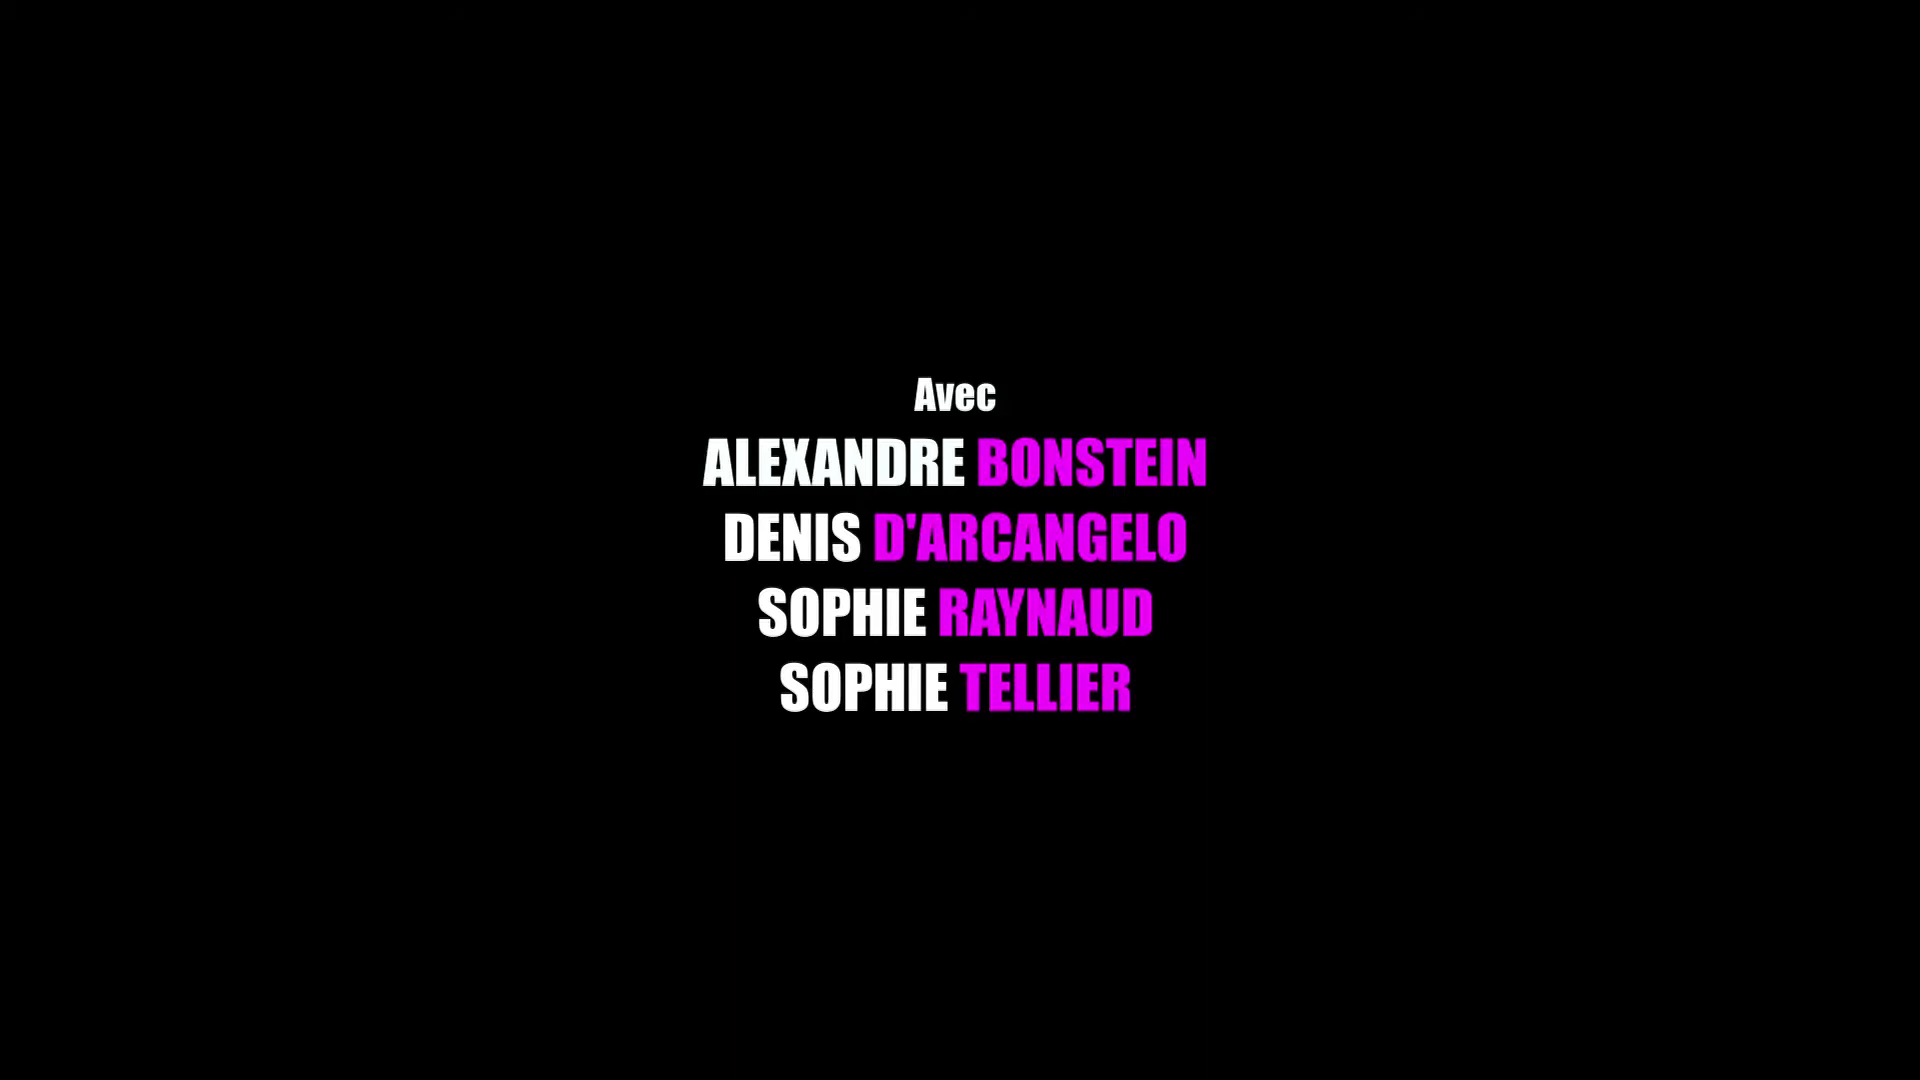 Avec
ALEXANDRE BONSTEIN
DENIS D'ARCANGELO
SOPHIE RAYNAUD
SOPHIE TELLIER